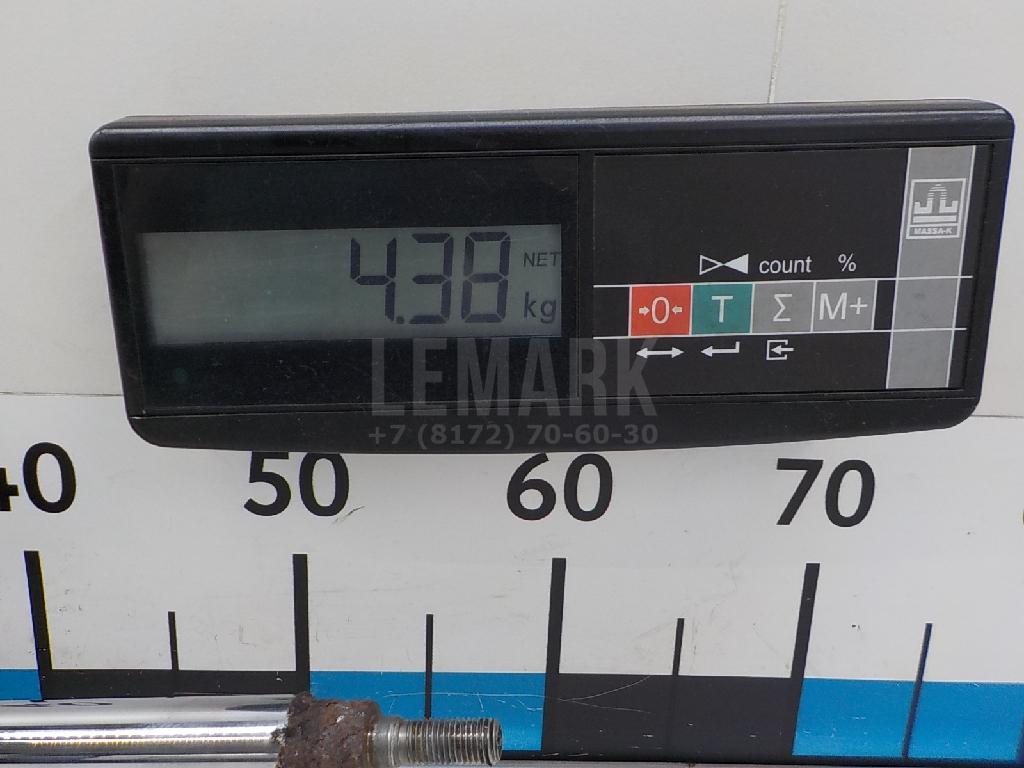 4.38 NET kg
count %
→0← T Σ M+
MASSA-K
LEMARK
+7 (8172) 70-60-30
40 50 60 70